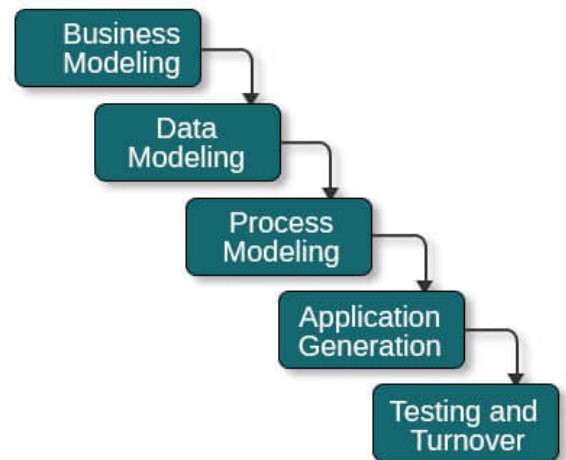 Business
Modeling
Data
Modeling
Process
Modeling
Application
Generation
Testing and
Turnover